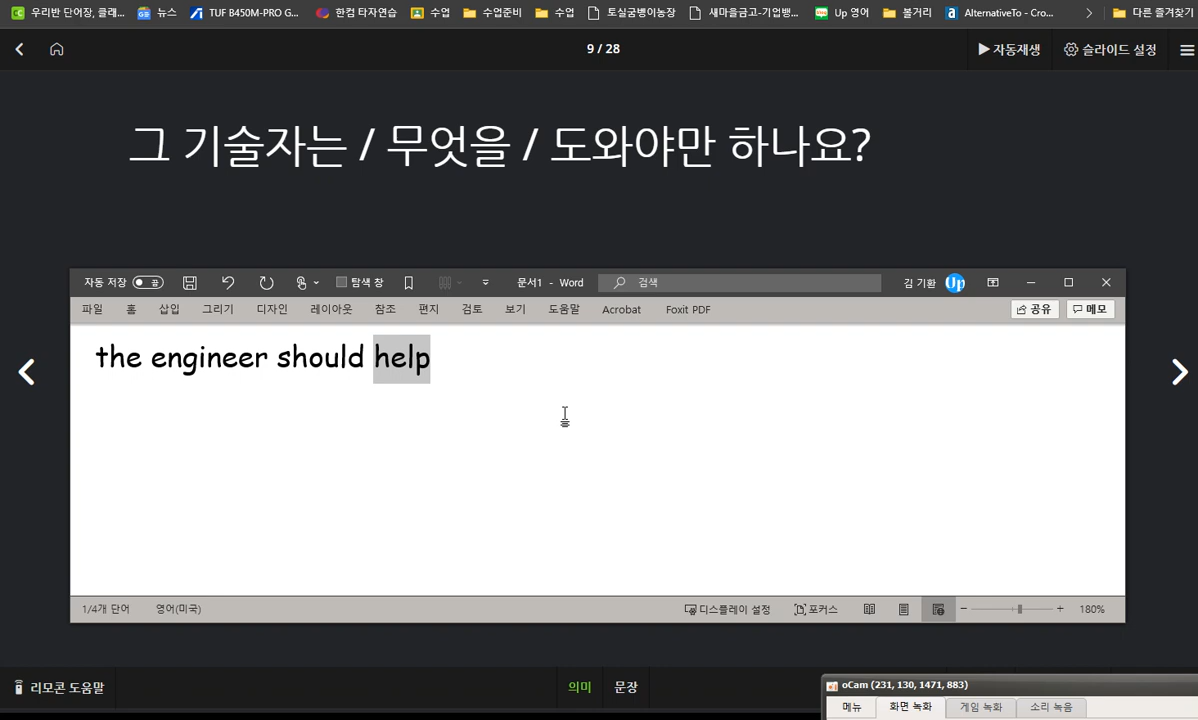 우리반 단어장, 클래... 뉴스 TUF B450M-PRO G... 한컴 타자연습 수업 수업준비 수업 토실궁벵이농장 새마을금고-기업뱅... Up 영어 볼거리 AlternativeTo - Cro... 다른 즐겨찾기
9 / 28 자동재생 슬라이드 설정
그 기술자는 / 무엇을 / 도와야만 하나요?
자동 저장 끔 탐색 창 문서1 - Word 검색 김 기환 Up
파일 홈 삽입 그리기 디자인 레이아웃 참조 편지 검토 보기 도움말 Acrobat Foxit PDF 공유 메모
the engineer should help
1/4개 단어 영어(미국) 디스플레이 설정 포커스 180%
리모콘 도움말 의미 문장
oCam (231, 130, 1471, 883)
메뉴 화면 녹화 게임 녹화 소리 녹음